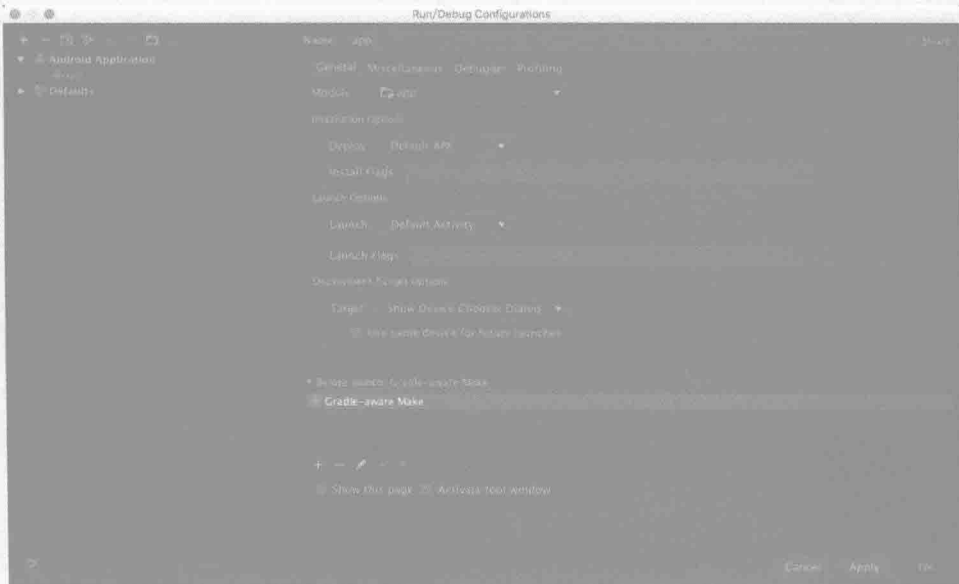 Run/Debug Configurations
Name: app
Share
Android Application
app
Defaults
General Miscellaneous Debugger Profiling
Module: app
Installation Options
Deploy: Default APK
Install Flags:
Launch Options
Launch: Default Activity
Launch Flags:
Deployment Target Options
Target: Show Device Chooser Dialog
Use same device for future launches
Before launch: Gradle-aware Make
Gradle-aware Make
Show this page Activate tool window
Cancel Apply OK